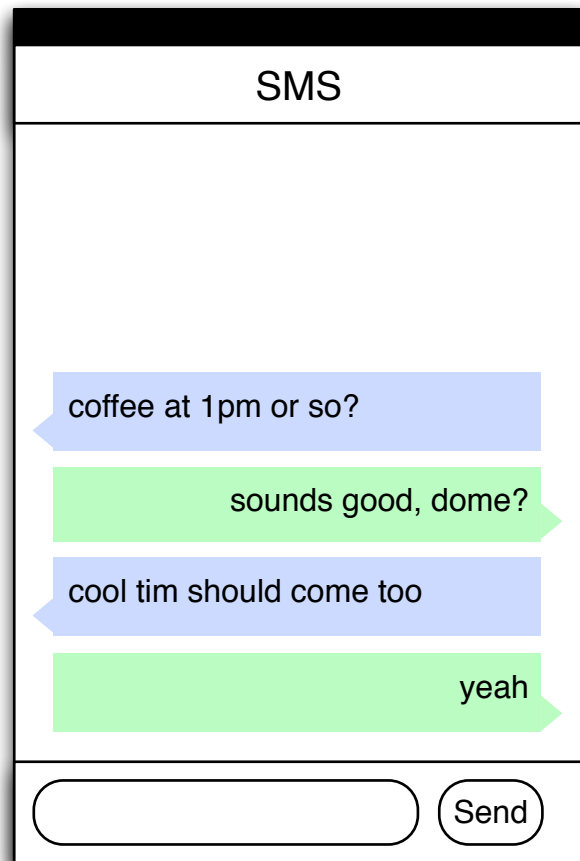 SMS
coffee at 1pm or so?
sounds good, dome?
cool tim should come too
yeah
Send